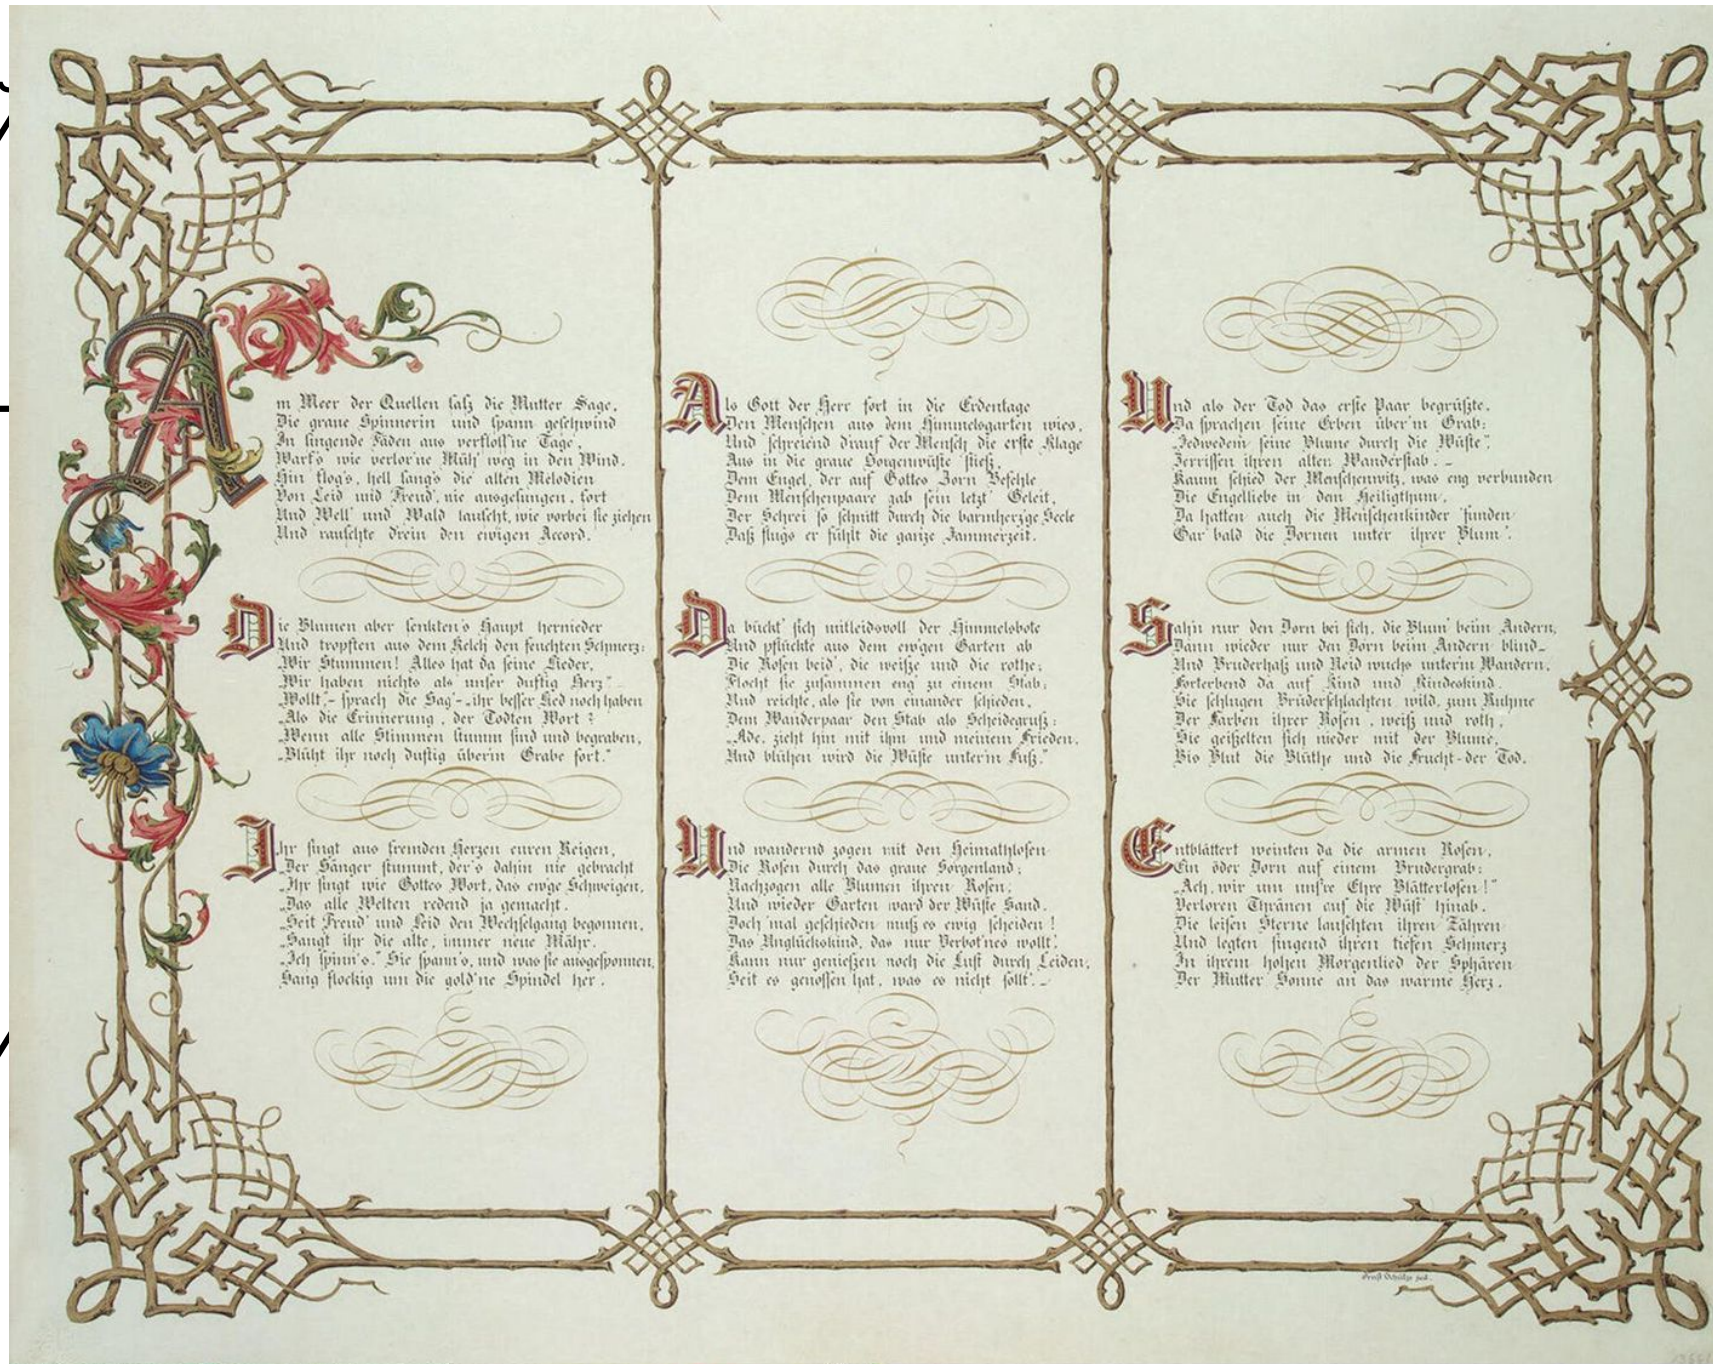 Am Meer der Quellen saß die Mutter Sage,
Die graue Spinnerin und spann geschwind
In singende Fäden aus verfloss'ne Tage,
Warf's wie verlor'ne Müh' weg in den Wind.
Hin flog's, hell sang's die alten Melodien
Von Leid und Freud', nie ausgesungen, fort
Und Well' und Wald lauscht, wie vorbei sie ziehen
Und rauschte drein den ewigen Accord.
Die Blumen aber senkten's Haupt hernieder
Und tropften aus dem Kelch den feuchten Schmerz:
„Wir Stummen! Alles hat da seine Lieder,
„Wir haben nichts als unser duftig Herz" –
„Wollt", – sprach die Sag' – „ihr besser Lied noch haben
„Als die Erinnerung, der Todten Wort?
„Wenn alle Stimmen stumm sind und begraben,
„Blüht ihr noch duftig über'm Grabe fort."
„Ihr singt aus fremden Herzen euren Reigen,
„Der Sänger stummt, der's dahin nie gebracht
„Ihr singt wie Gottes Wort, das ew'ge Schweigen,
„Das alle Welten redend ja gemacht.
„Seit Freud' und Leid den Wechselgang begonnen,
„Sangt ihr die alte, immer neue Mähr.
„Ich spinn's." Sie spann's, und was sie ausgesponnen,
Sang flockig um die gold'ne Spindel her.
Als Gott der Herr fort in die Erdentage
Den Menschen aus dem Himmelsgarten wies,
Und schreiend drauf der Mensch die erste Klage
Aus in die graue Sorgenwüste stieß,
Dem Engel, der auf Gottes Zorn Befehle
Dem Menschenpaare gab sein letzt' Geleit,
Der Schrei so schnitt durch die barmherz'ge Seele
Daß flugs er fühlt die ganze Jammerzeit.
Da bückt' sich mitleidsvoll der Himmelsbote
Und pflückte aus dem ew'gen Garten ab
Die Rosen beid', die weiße und die rothe;
Flocht sie zusammen eng' zu einem Stab,
Und reichte, als sie von einander schieden,
Dem Wanderpaar den Stab als Scheidegruß:
„Ade, zieht hin mit ihm und meinem Frieden,
Und blühen wird die Wüste unter'm Fuß."
Und wandernd zogen mit den Heimathlosen
Die Rosen durch das graue Sorgenland;
Nachzogen alle Blumen ihren Rosen,
Und wieder Garten ward der Wüste Sand.
Doch 'mal geschieden muß es ewig scheiden!
Das Unglückskind, das nur Verbot'nes wollt',
Kann nur genießen noch die Lust durch Leiden,
Seit es genossen hat, was es nicht sollt'. –
Und als der Tod das erste Paar begrüßte,
Da sprachen seine Erben über'm Grab:
„Jedwedem seine Blume durch die Wüste",
Zerrissen ihren alten Wanderstab. –
Kaum schied der Menschenwitz, was eng verbunden
Die Engelliebe in dem Heiligthum,
Da hatten auch die Menschenkinder funden
Gar bald die Dornen unter ihrer Blum'.
Sah'n nur den Dorn bei sich, die Blum' beim Andern,
Dann wieder nur den Dorn beim Andern blind –
Und Bruderhaß und Neid wuchs unter'm Wandern,
Forterbend da auf Kind und Kindeskind.
Sie schlugen Brüderschlachten wild, zum Ruhme
Der Farben ihrer Rosen, weiß und roth,
Sie geißelten sich nieder mit der Blume,
Bis Blut die Blüthe und die Frucht – der Tod.
Entblättert weinten da die armen Rosen,
Ein öder Dorn auf einem Brudergrab:
„Ach, wir um uns're Ehre Blätterlosen!"
Verloren Thränen auf die Wüst' hinab.
Die leisen Sterne lauschten ihren Zähren
Und legten singend ihren tiefen Schmerz
In ihrem hohen Morgenlied der Sphären
Der Mutter Sonne an das warme Herz.
Ernst Schütze fecit.